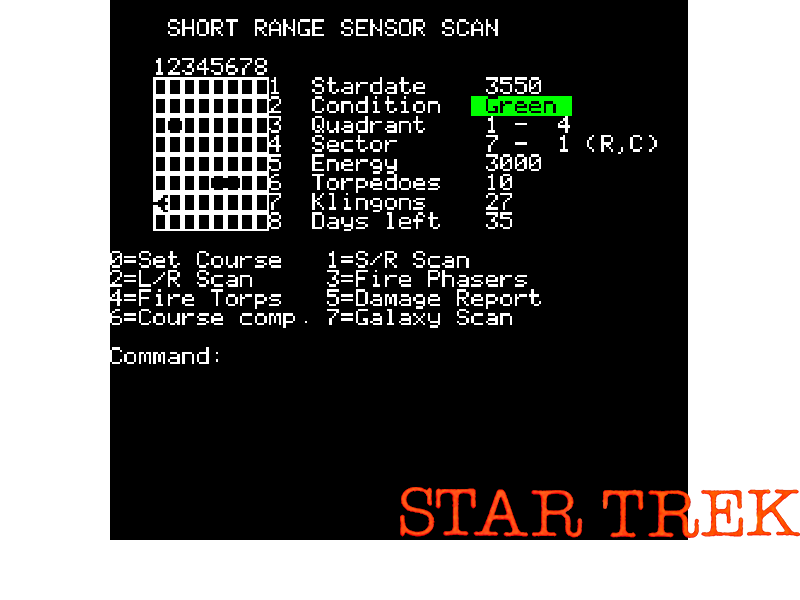 SHORT RANGE SENSOR SCAN
12345678
1 Stardate 3550
2 Condition Green
3 Quadrant 1 - 4
4 Sector 7 - 1 (R,C)
5 Energy 3000
6 Torpedoes 10
7 Klingons 27
8 Days left 35
0=Set Course 1=S/R Scan
2=L/R Scan 3=Fire Phasers
4=Fire Torps 5=Damage Report
6=Course comp. 7=Galaxy Scan
Command:
STAR TREK